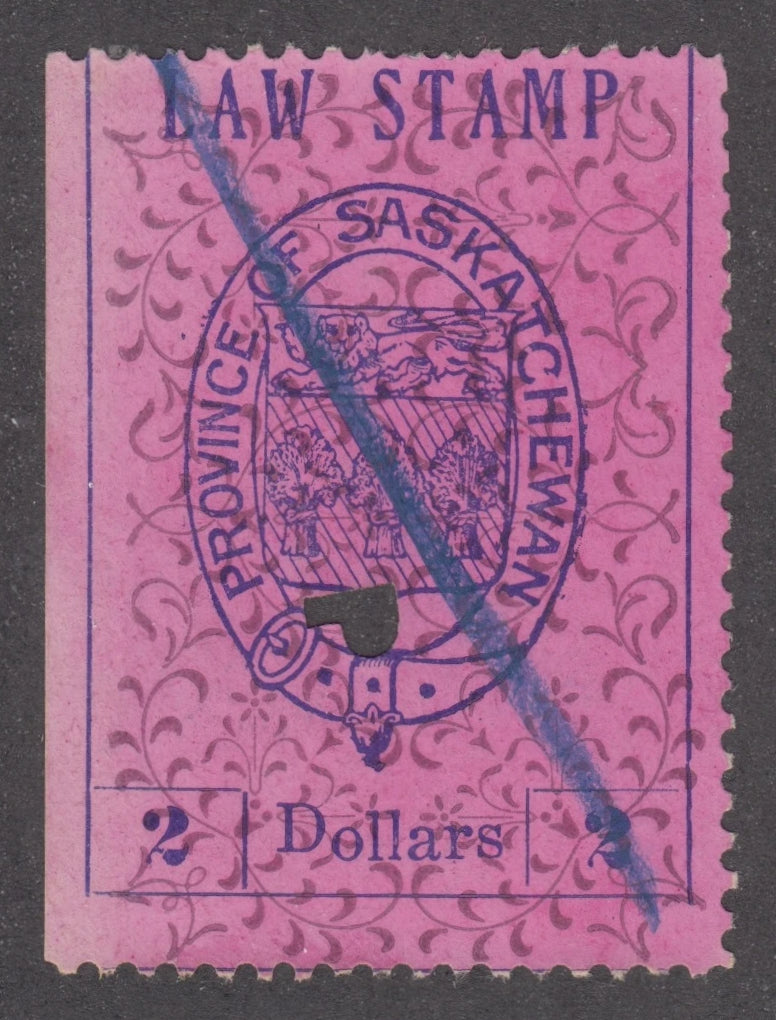 LAW STAMP
PROVINCE OF SASKATCHEWAN
2 Dollars 2